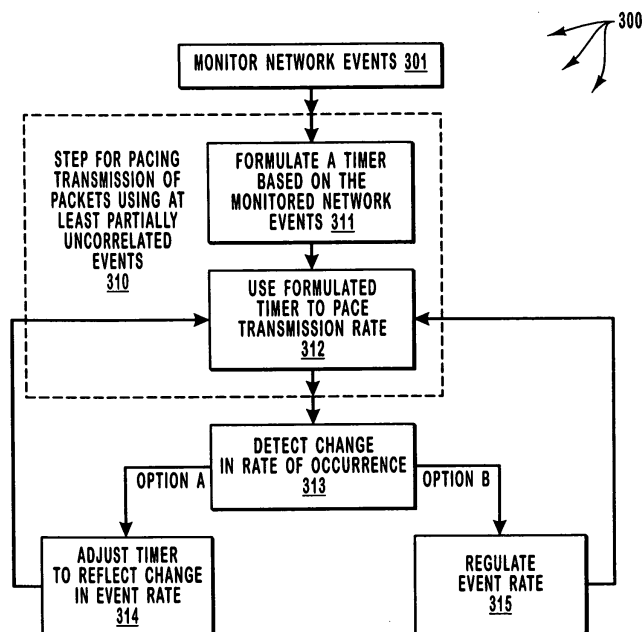 300
MONITOR NETWORK EVENTS 301
STEP FOR PACING
TRANSMISSION OF
PACKETS USING AT
LEAST PARTIALLY
UNCORRELATED
EVENTS
310
FORMULATE A TIMER
BASED ON THE
MONITORED NETWORK
EVENTS 311
USE FORMULATED
TIMER TO PACE
TRANSMISSION RATE
312
DETECT CHANGE
IN RATE OF OCCURRENCE
313
OPTION A
OPTION B
ADJUST TIMER
TO REFLECT CHANGE
IN EVENT RATE
314
REGULATE
EVENT RATE
315